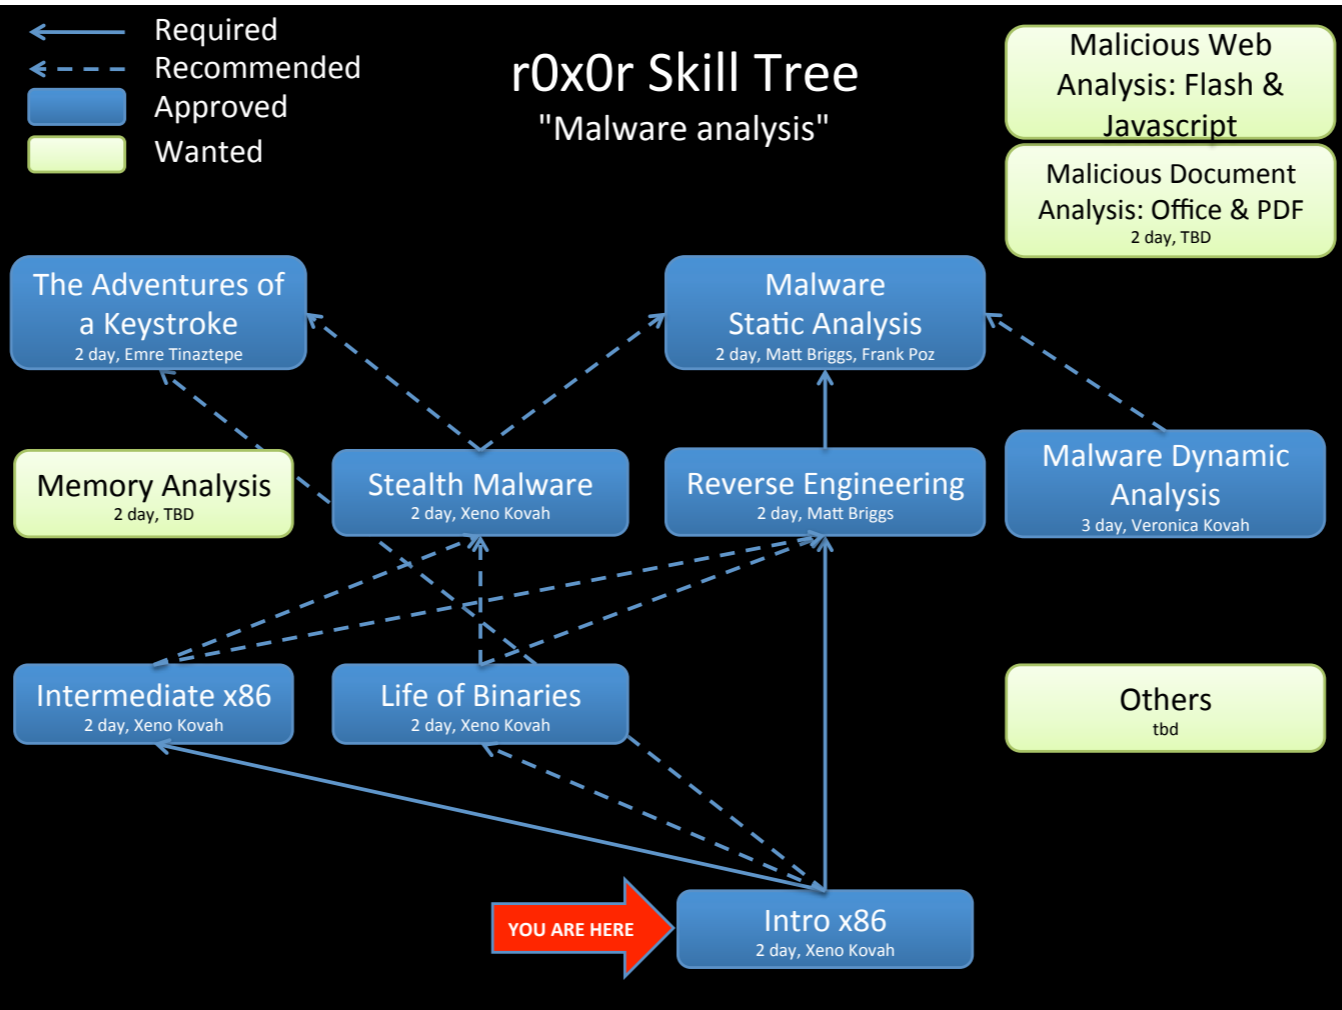 Required
Recommended
Approved
Wanted
r0x0r Skill Tree
"Malware analysis"
Malicious Web
Analysis: Flash &
Javascript
Malicious Document
Analysis: Office & PDF
2 day, TBD
The Adventures of
a Keystroke
2 day, Emre Tinaztepe
Malware
Static Analysis
2 day, Matt Briggs, Frank Poz
Memory Analysis
2 day, TBD
Stealth Malware
2 day, Xeno Kovah
Reverse Engineering
2 day, Matt Briggs
Malware Dynamic
Analysis
3 day, Veronica Kovah
Intermediate x86
2 day, Xeno Kovah
Life of Binaries
2 day, Xeno Kovah
Others
tbd
YOU ARE HERE
Intro x86
2 day, Xeno Kovah